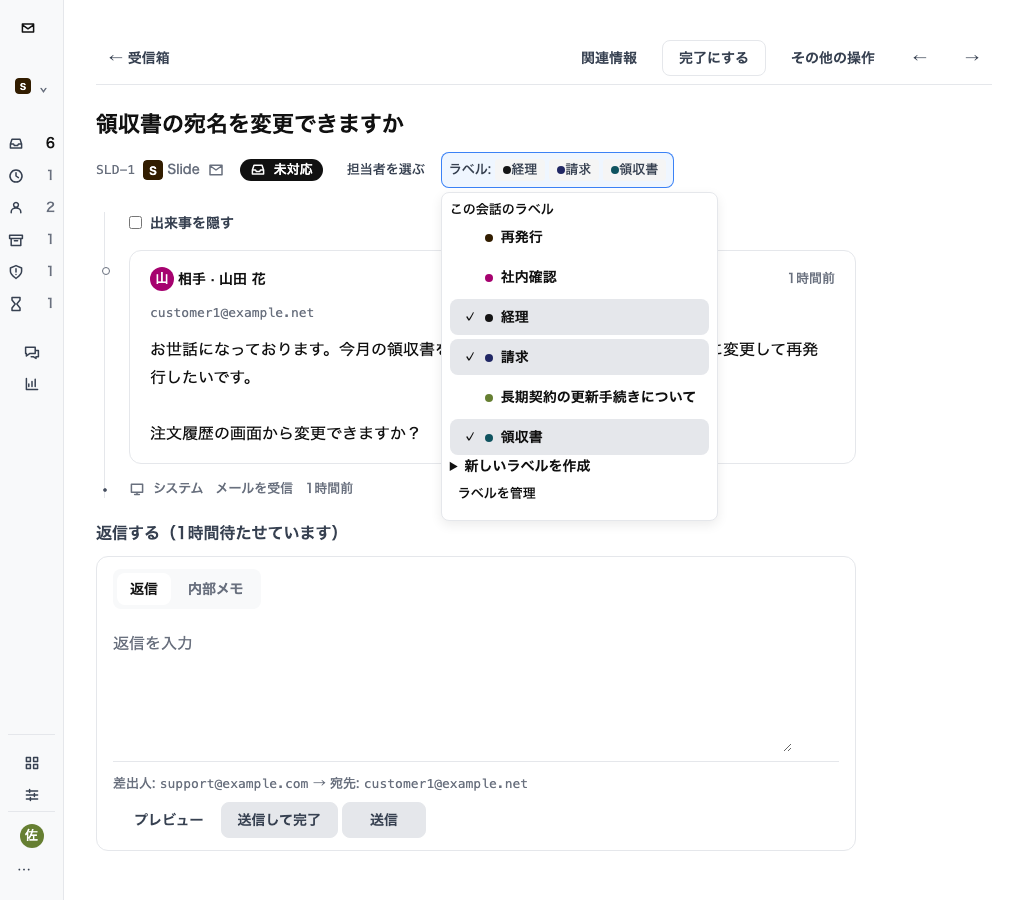 ← 受信箱
関連情報
完了にする
その他の操作
←
→
S
6
1
2
1
1
1
領収書の宛名を変更できますか
SLD-1 S Slide 未対応 担当者を選ぶ ラベル: 経理 請求 領収書
この会話のラベル
再発行
社内確認
✓ 経理
✓ 請求
長期契約の更新手続きについて
✓ 領収書
▶ 新しいラベルを作成
ラベルを管理
出来事を隠す
山 相手 · 山田 花
1時間前
customer1@example.net
お世話になっております。今月の領収書を
に変更して再発
行したいです。
注文履歴の画面から変更できますか？
システム メールを受信 1時間前
返信する（1時間待たせています）
返信 内部メモ
返信を入力
差出人: support@example.com → 宛先: customer1@example.net
プレビュー 送信して完了 送信
佐
…